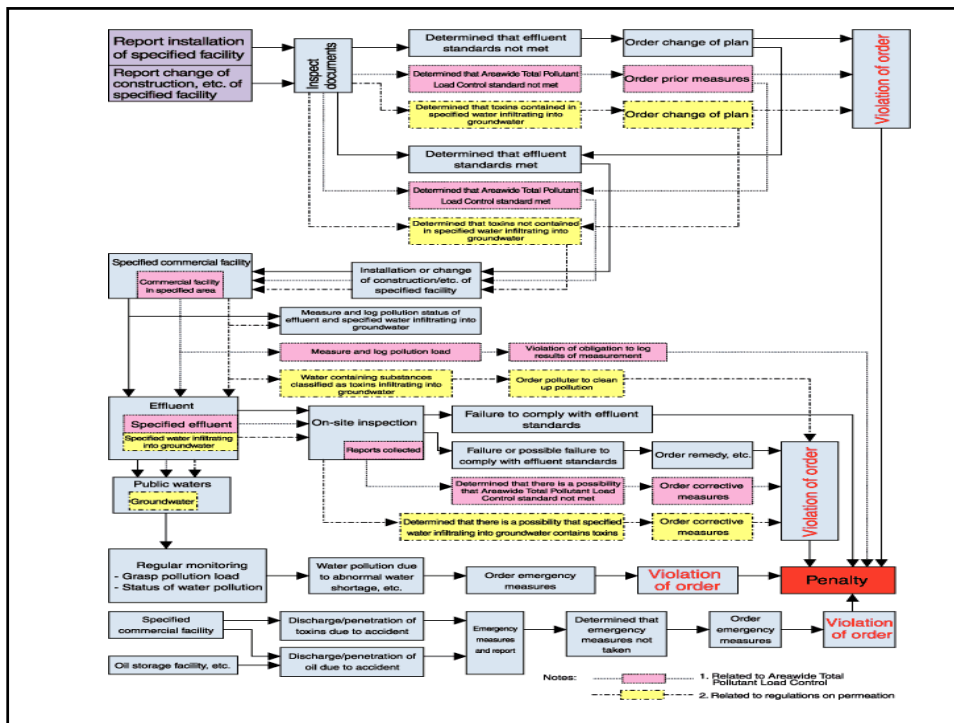 Report installation
of specified facility
Report change of
construction, etc. of
specified facility
Inspect
documents
Determined that effluent
standards not met
Order change of plan
Determined that Areawide Total Pollutant
Load Control standard not met
Order prior measures
Determined that toxins contained in
specified water infiltrating into
groundwater
Order change of plan
Violation of order
Determined that effluent
standards met
Determined that Areawide Total Pollutant
Load Control standard met
Determined that toxins not contained
in specified water infiltrating into
groundwater
Specified commercial facility
Commercial facility
in specified area
Installation or change
of construction/etc. of
specified facility
Measure and log pollution status of
effluent and specified water infiltrating into
groundwater
Measure and log pollution load
Violation of obligation to log
results of measurement
Water containing substances
classified as toxins infiltrating into
groundwater
Order polluter to clean
up pollution
Effluent
Specified effluent
Specified water infiltrating
into groundwater
On-site inspection
Reports collected
Failure to comply with effluent
standards
Failure or possible failure to
comply with effluent standards
Order remedy, etc.
Determined that there is a possibility
that Areawide Total Pollutant Load
Control standard not met
Order corrective
measures
Determined that there is a possibility that specified
water infiltrating into groundwater contains toxins
Order corrective
measures
Violation of order
Public waters
Groundwater
Regular monitoring
- Grasp pollution load
- Status of water pollution
Water pollution due to
abnormal water
shortage, etc.
Order emergency
measures
Violation of
order
Penalty
Specified
commercial facility
Discharge/penetration of
toxins due to accident
Oil storage facility, etc.
Discharge/penetration of
oil due to accident
Emergency
measures
and report
Determined that
emergency
measures not
taken
Order
emergency
measures
Violation
of order
Notes:
1. Related to Areawide Total
Pollutant Load Control
2. Related to regulations on permeation